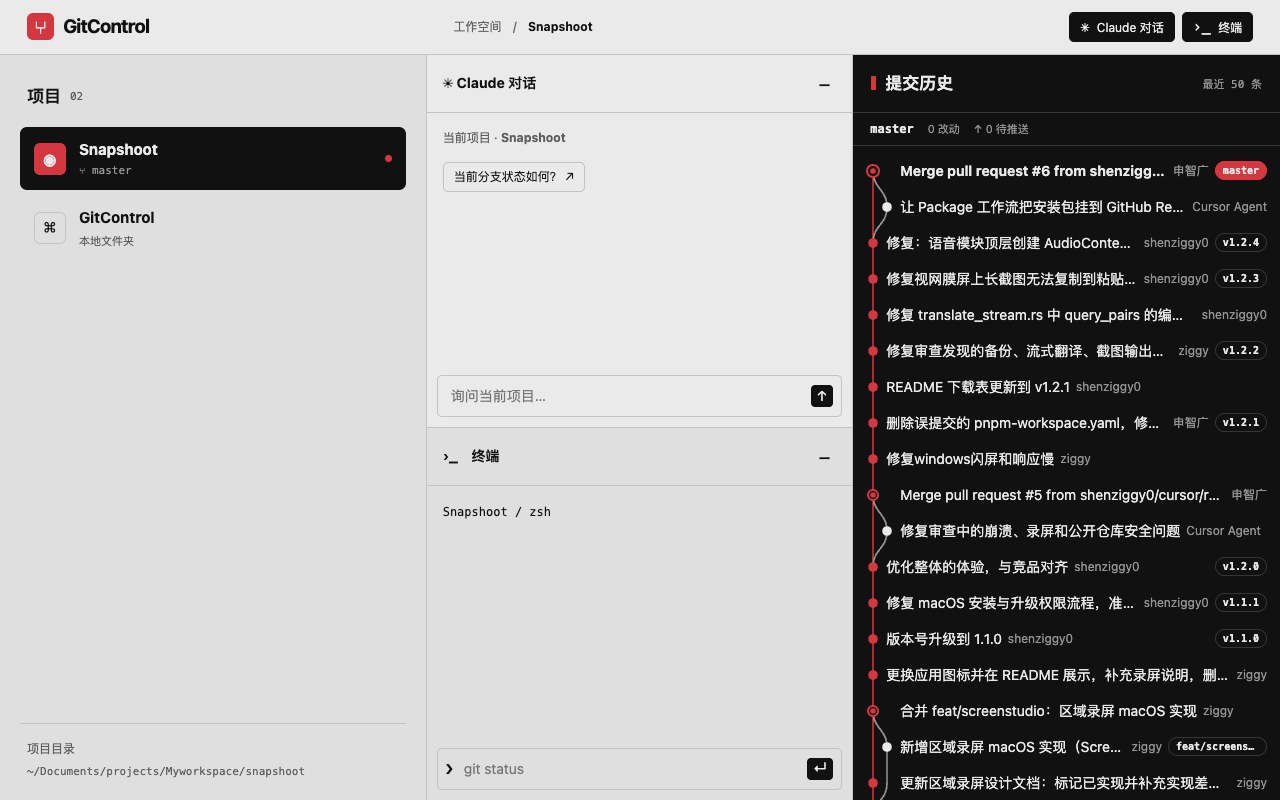 GitControl
工作空间 / Snapshoot
✳ Claude 对话
›_ 终端
项目 02
Snapshoot
master
GitControl
本地文件夹
项目目录
~/Documents/projects/Myworkspace/snapshoot
✳ Claude 对话
当前项目 · Snapshoot
当前分支状态如何? ↗
询问当前项目...
›_ 终端
Snapshoot / zsh
❯ git status
提交历史 最近 50 条
master 0 改动 ↑ 0 待推送
Merge pull request #6 from shenzigg... 申智广 master
让 Package 工作流把安装包挂到 GitHub Re... Cursor Agent
修复：语音模块顶层创建 AudioConte... shenziggy0 v1.2.4
修复视网膜屏上长截图无法复制到粘贴... shenziggy0 v1.2.3
修复 translate_stream.rs 中 query_pairs 的编... shenziggy0
修复审查发现的备份、流式翻译、截图输出... ziggy v1.2.2
README 下载表更新到 v1.2.1 shenziggy0
删除误提交的 pnpm-workspace.yaml，修... 申智广 v1.2.1
修复windows闪屏和响应慢 ziggy
Merge pull request #5 from shenziggy0/cursor/r... 申智广
修复审查中的崩溃、录屏和公开仓库安全问题 Cursor Agent
优化整体的体验，与竞品对齐 shenziggy0 v1.2.0
修复 macOS 安装与升级权限流程，准... shenziggy0 v1.1.1
版本号升级到 1.1.0 shenziggy0 v1.1.0
更换应用图标并在 README 展示，补充录屏说明，删... ziggy
合并 feat/screenstudio：区域录屏 macOS 实现 ziggy
新增区域录屏 macOS 实现（Scre... ziggy feat/screens...
更新区域录屏设计文档：标记已实现并补充实现差... ziggy